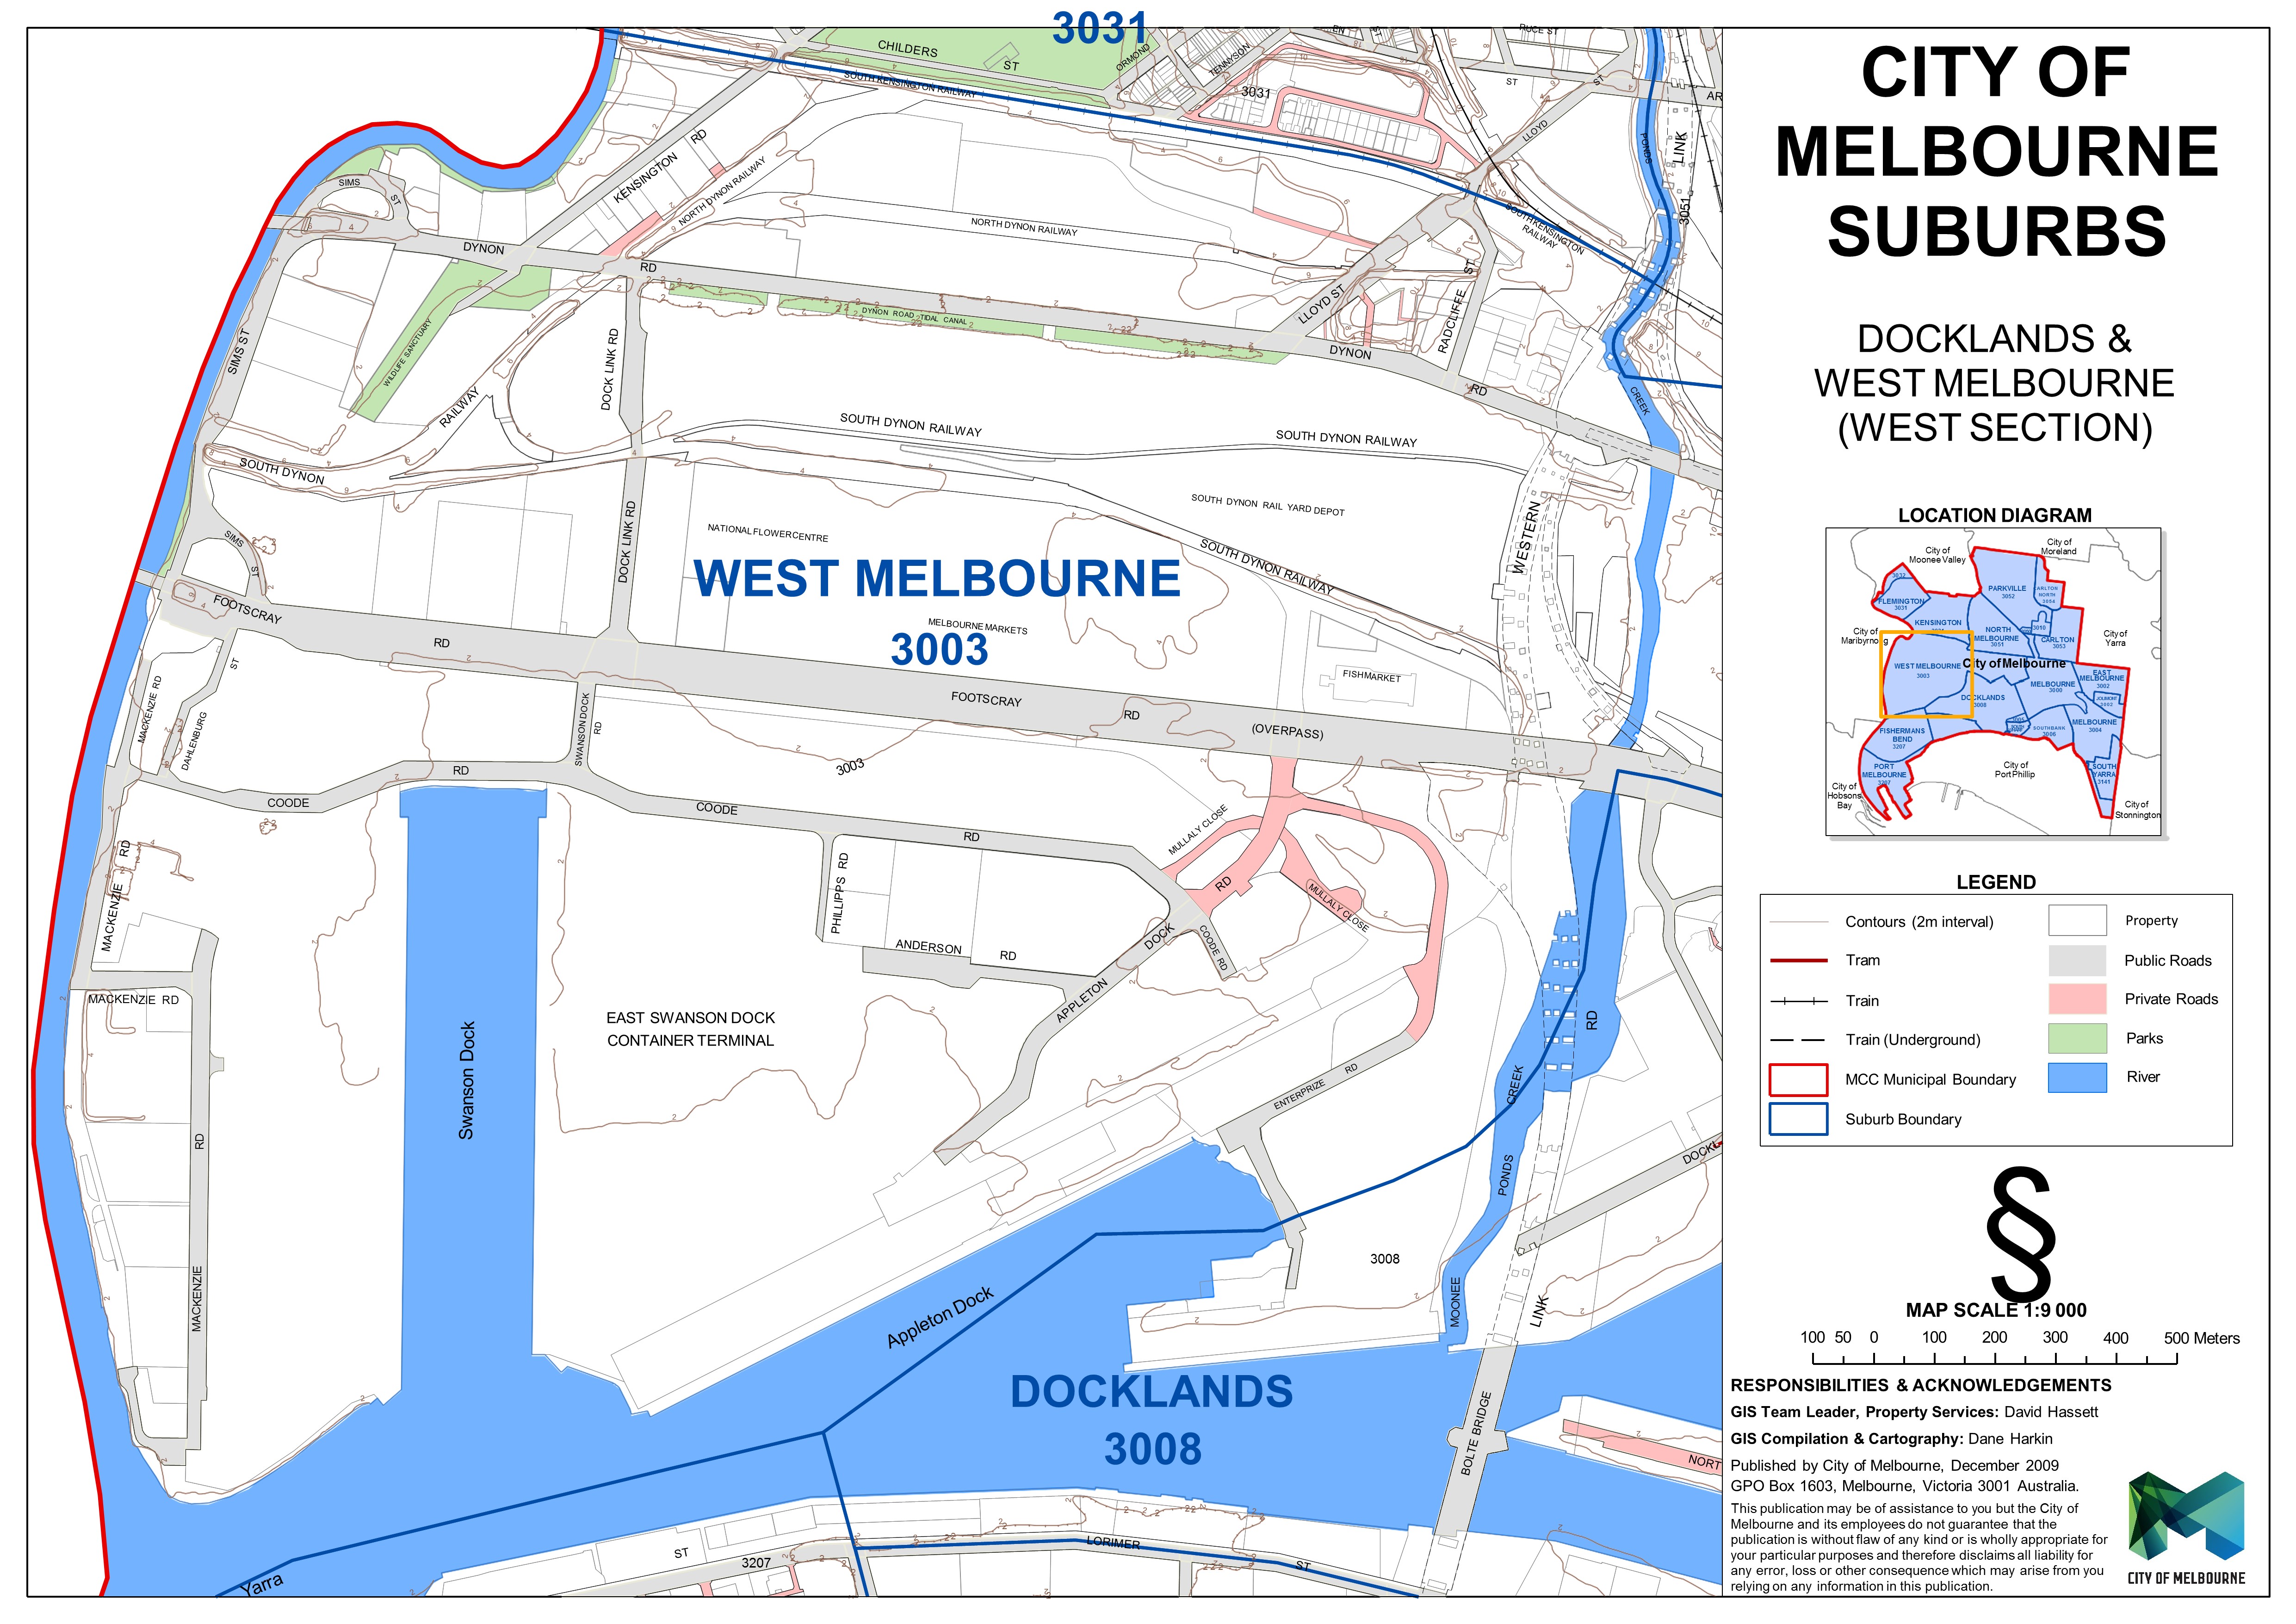 3031
CHILDERS
ST
ORMOND
TENNYSON
EN
ST
RUCE ST
SOUTH KENSINGTON RAILWAY
3031
ST
ST
AR
LLOYD
PONDS
LINK
3051
KENSINGTON
RD
NORTH DYNON RAILWAY
SIMS
ST
NORTH DYNON RAILWAY
SOUTH KENSINGTON
RAILWAY
DYNON
RD
LLOYD ST
ST
RADCLIFFE
DYNON ROAD TIDAL CANAL
WILDLIFE SANCTUARY
SIMS ST
DOCK LINK RD
DYNON
RD
CREEK
RAILWAY
SOUTH DYNON RAILWAY
SOUTH DYNON RAILWAY
SOUTH DYNON
SOUTH DYNON RAIL YARD DEPOT
WESTERN
NATIONAL FLOWER CENTRE
SOUTH DYNON RAILWAY
DOCK LINK RD
SIMS
ST
WEST MELBOURNE
3003
MELBOURNE MARKETS
FISHMARKET
FOOTSCRAY
RD
FOOTSCRAY
RD
(OVERPASS)
MACKENZIE RD
DAHLENBURG
ST
SWANSON DOCK
RD
3003
COODE
RD
COODE
RD
MULLALY CLOSE
RD
MULLALY CLOSE
PHILLIPPS RD
ANDERSON
RD
APPLETON
DOCK
COODE RD
MACKENZIE
RD
MACKENZIE RD
EAST SWANSON DOCK
CONTAINER TERMINAL
Swanson Dock
RD
MACKENZIE
ENTERPRIZE RD
RD
CREEK
PONDS
MOONEE
LINK
DOCKL
3008
Appleton Dock
DOCKLANDS
3008
BOLTE BRIDGE
NORT
LORIMER
ST
ST
3207
Yarra
CITY OF
MELBOURNE
SUBURBS
DOCKLANDS &
WEST MELBOURNE
(WEST SECTION)
LOCATION DIAGRAM
City of
Moonee Valley
City of
Moreland
3032
FLEMINGTON
3031
PARKVILLE
3052
KENSINGTON
NORTH
MELBOURNE
3051
CARLTON
3053
City of
Maribyrnong
City of
Yarra
WEST MELBOURNE
3003
City of Melbourne
EAST
MELBOURNE
3002
MELBOURNE
3000
DOCKLANDS
3008
SOUTHBANK
3006
MELBOURNE
3004
FISHERMANS
BEND
3207
PORT
MELBOURNE
3207
SOUTH
YARRA
3141
City of
Port Phillip
City of
Hobsons
Bay
City of
Stonnington
LEGEND
Contours (2m interval)
Tram
Train
Train (Underground)
MCC Municipal Boundary
Suburb Boundary
Property
Public Roads
Private Roads
Parks
River
§
MAP SCALE 1:9 000
100 50 0 100 200 300 400 500 Meters
RESPONSIBILITIES & ACKNOWLEDGEMENTS
GIS Team Leader, Property Services: David Hassett
GIS Compilation & Cartography: Dane Harkin
Published by City of Melbourne, December 2009
GPO Box 1603, Melbourne, Victoria 3001 Australia.
This publication may be of assistance to you but the City of
Melbourne and its employees do not guarantee that the
publication is without flaw of any kind or is wholly appropriate for
your particular purposes and therefore disclaims all liability for
any error, loss or other consequence which may arise from you
relying on any information in this publication.
CITY OF MELBOURNE